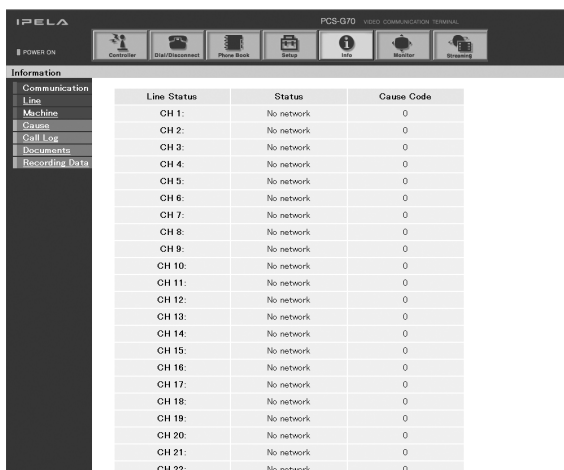 IPELA
PCS-G70 VIDEO COMMUNICATION TERMINAL
POWER ON
Controller Dial/Disconnect Phone Book Setup Info Monitor Streaming
Information
Communication
Line
Machine
Cause
Call Log
Documents
Recording Data
Line Status Status Cause Code
CH 1: No network 0
CH 2: No network 0
CH 3: No network 0
CH 4: No network 0
CH 5: No network 0
CH 6: No network 0
CH 7: No network 0
CH 8: No network 0
CH 9: No network 0
CH 10: No network 0
CH 11: No network 0
CH 12: No network 0
CH 13: No network 0
CH 14: No network 0
CH 15: No network 0
CH 16: No network 0
CH 17: No network 0
CH 18: No network 0
CH 19: No network 0
CH 20: No network 0
CH 21: No network 0
CH 22: No network 0